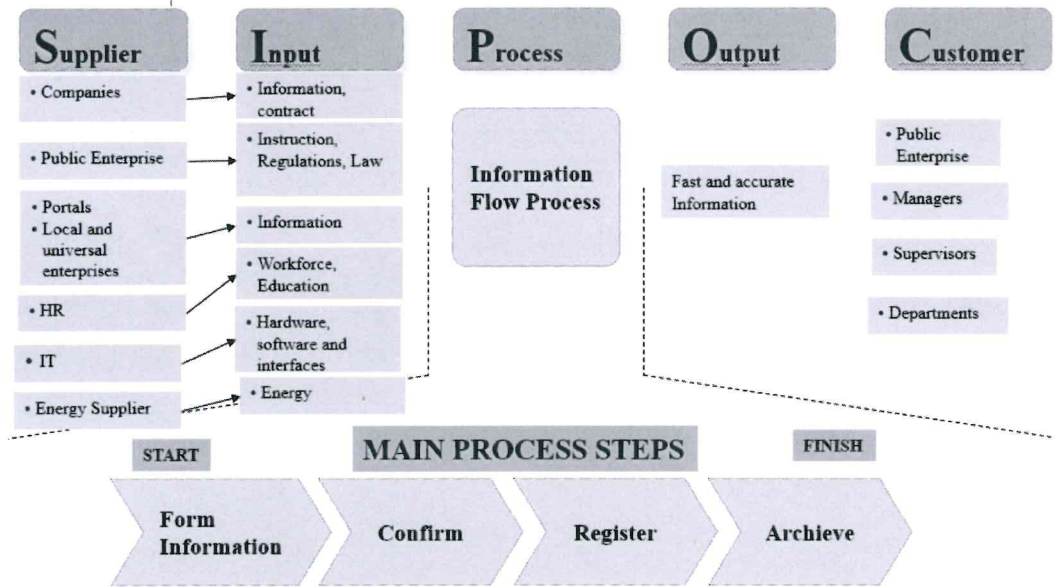 Supplier
Input
Process
Output
Customer
• Companies
• Public Enterprise
• Portals
• Local and
universal
enterprises
• HR
• IT
• Energy Supplier
• Information,
contract
• Instruction,
Regulations, Law
• Information
• Workforce,
Education
• Hardware,
software and
interfaces
• Energy
Information
Flow Process
Fast and accurate
Information
• Public
Enterprise
• Managers
• Supervisors
• Departments
START
MAIN PROCESS STEPS
FINISH
Form
Information
Confirm
Register
Archieve